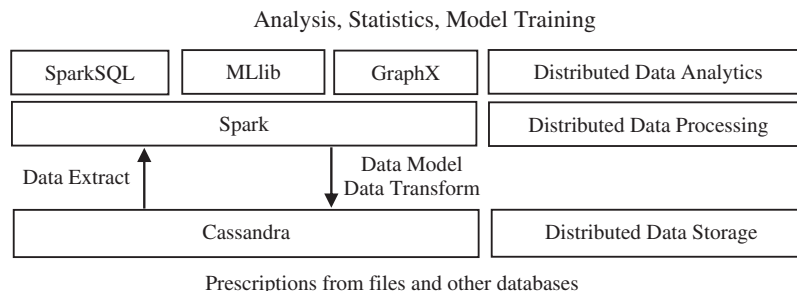 Analysis, Statistics, Model Training
SparkSQL MLlib GraphX Distributed Data Analytics
Spark Distributed Data Processing
Data Extract
Data Model
Data Transform
Cassandra Distributed Data Storage
Prescriptions from files and other databases